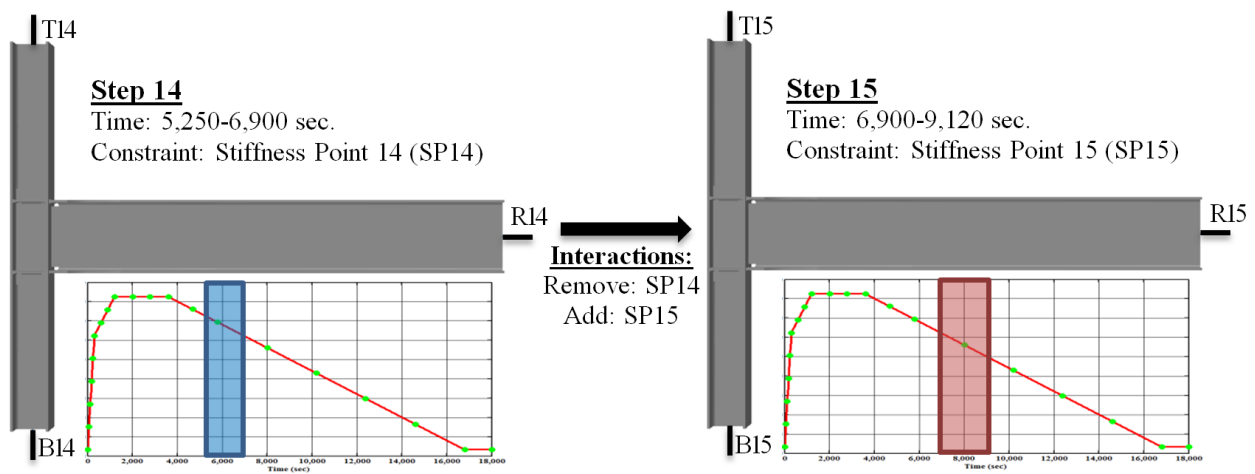 T14
Step 14
Time: 5,250-6,900 sec.
Constraint: Stiffness Point 14 (SP14)
R14
B14
0 2,000 4,000 6,000 8,000 10,000 12,000 14,000 16,000 18,000
Time (sec)
Interactions:
Remove: SP14
Add: SP15
T15
Step 15
Time: 6,900-9,120 sec.
Constraint: Stiffness Point 15 (SP15)
R15
B15
0 2,000 4,000 6,000 8,000 10,000 12,000 14,000 16,000 18,000
Time (sec)